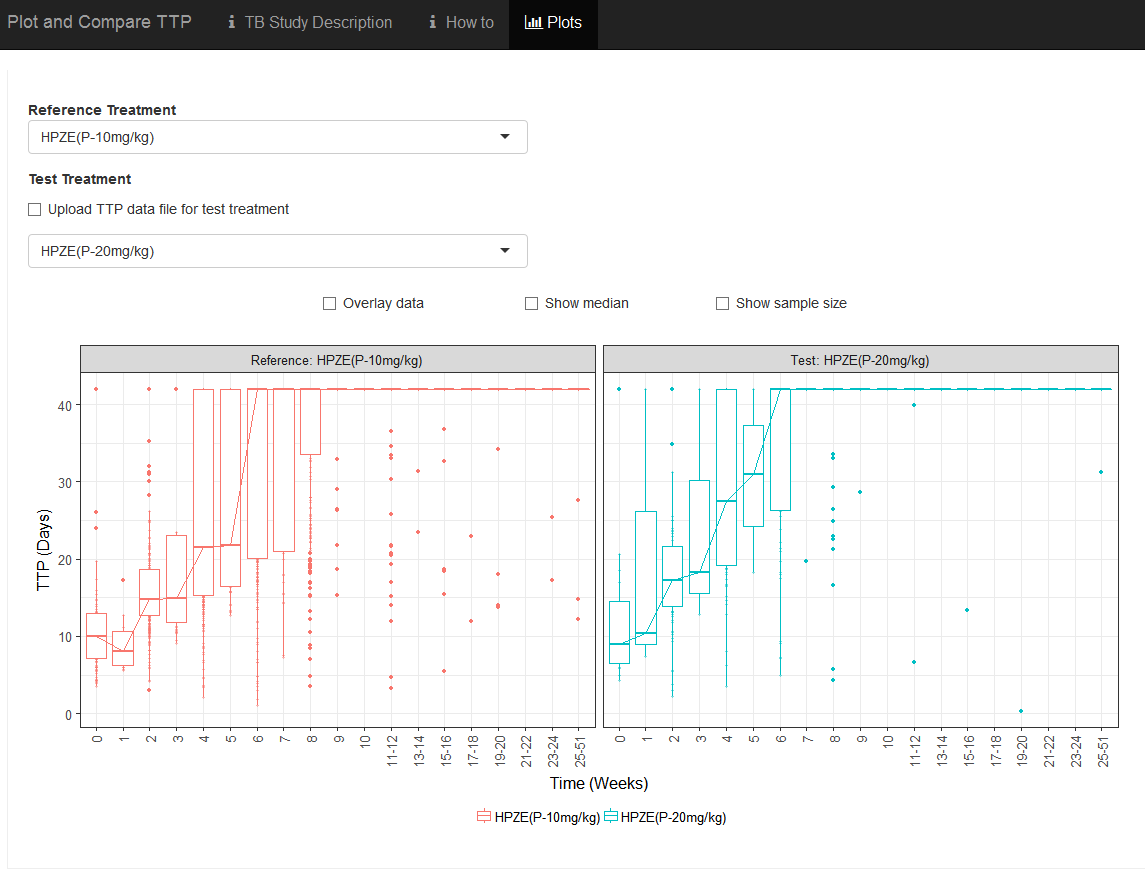 Plot and Compare TTP
TB Study Description
How to
Plots
Reference Treatment
HPZE(P-10mg/kg)
Test Treatment
Upload TTP data file for test treatment
HPZE(P-20mg/kg)
Overlay data
Show median
Show sample size
Reference: HPZE(P-10mg/kg)
Test: HPZE(P-20mg/kg)
TTP (Days)
40
30
20
10
0
0 1 2 3 4 5 6 7 8 9 10 11-12 13-14 15-16 17-18 19-20 21-22 23-24 25-51
0 1 2 3 4 5 6 7 8 9 10 11-12 13-14 15-16 17-18 19-20 21-22 23-24 25-51
Time (Weeks)
HPZE(P-10mg/kg) HPZE(P-20mg/kg)